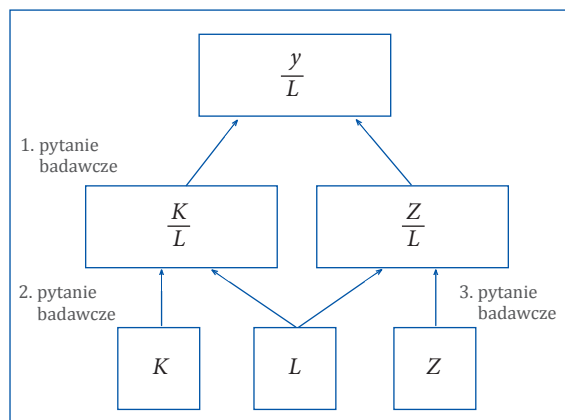 y
L
1. pytanie
badawcze
K
L
Z
L
2. pytanie
badawcze
3. pytanie
badawcze
K
L
Z